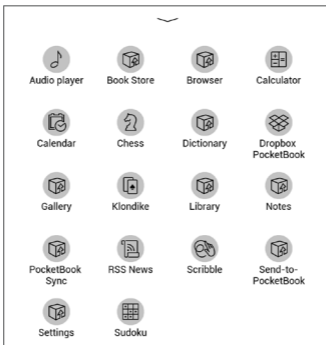 Audio player
Book Store
Browser
Calculator
Calendar
Chess
Dictionary
Dropbox
PocketBook
Gallery
Klondike
Library
Notes
PocketBook
Sync
RSS News
Scribble
Send-to-
PocketBook
Settings
Sudoku